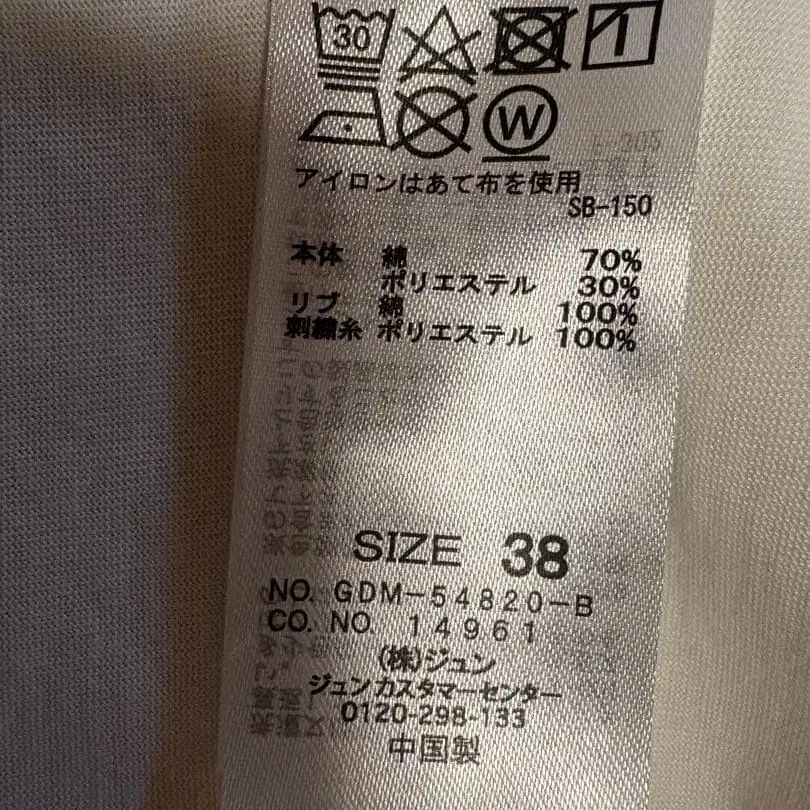 30
W
アイロンはあて布を使用
SB-150
本体 綿 70%
ポリエステル 30%
リブ 綿 100%
刺繍糸 ポリエステル 100%
SIZE 38
NO. GDM-54820-B
CO. NO. 14961
(株)ジュン
ジュンカスタマーセンター
0120-298-133
中国製